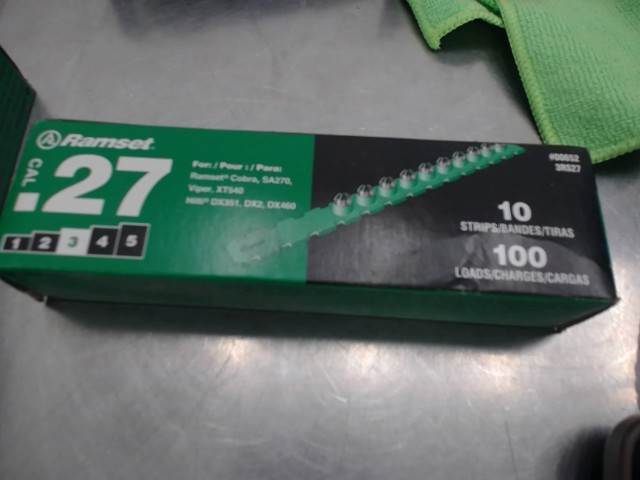 Ramset
CAL .27
1 2 3 4 5
For: / Pour : / Para:
Ramset® Cobra, SA270,
Viper, XT540
Hilti® DX351, DX2, DX460
#00652
3RS27
10
STRIPS/BANDES/TIRAS
100
LOADS/CHARGES/CARGAS